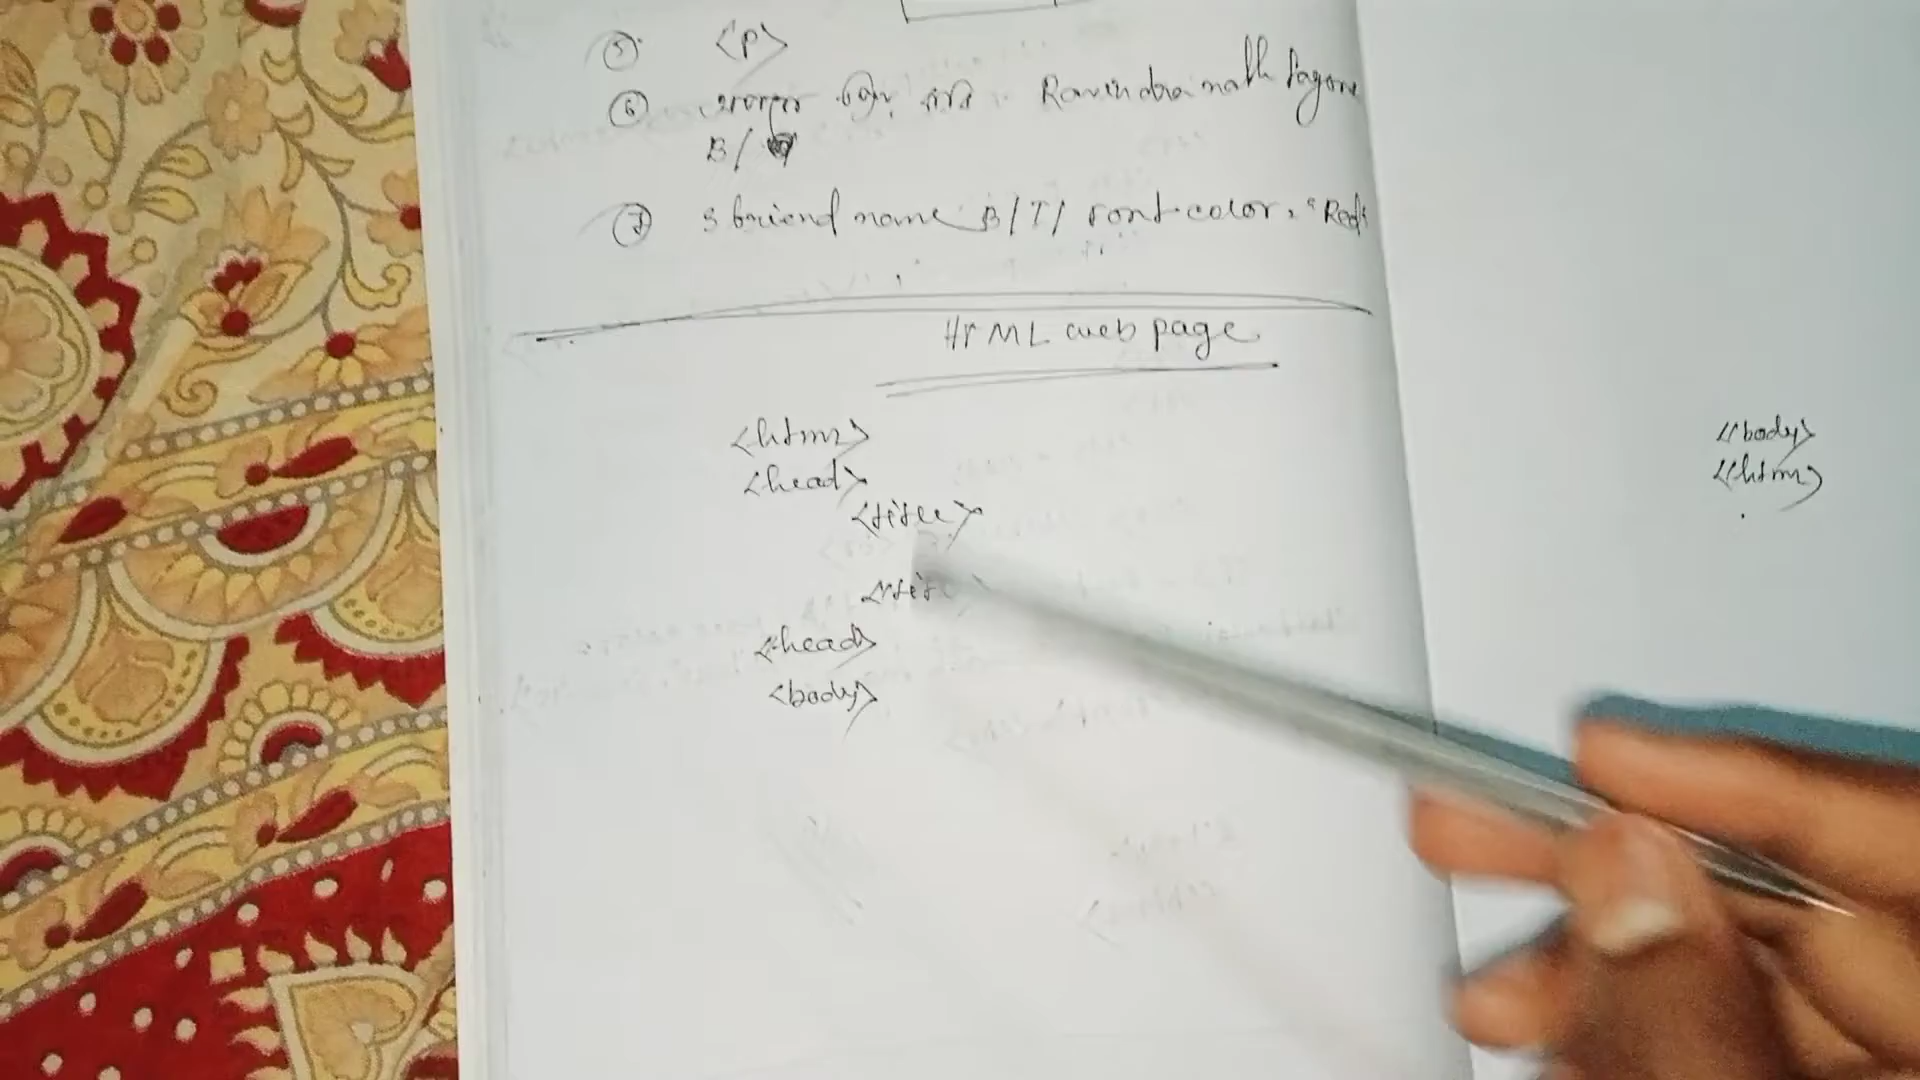 ⑤ <P>
⑥ Ravindranath Tagore
B/
⑦ 5 friend name B/I/ Font color = "Red"
HTML web page
<html>
<head>
<title>
</tit
</head>
<body>
</body>
</html>